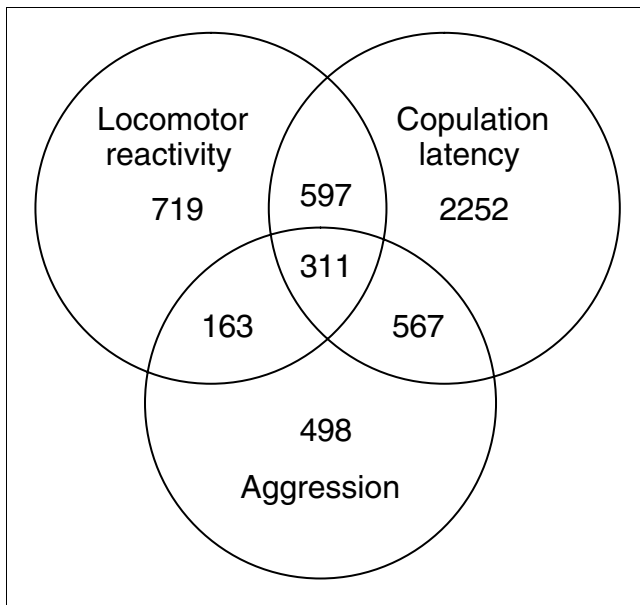 Locomotor
reactivity
719
Copulation
latency
2252
597
311
163
567
498
Aggression